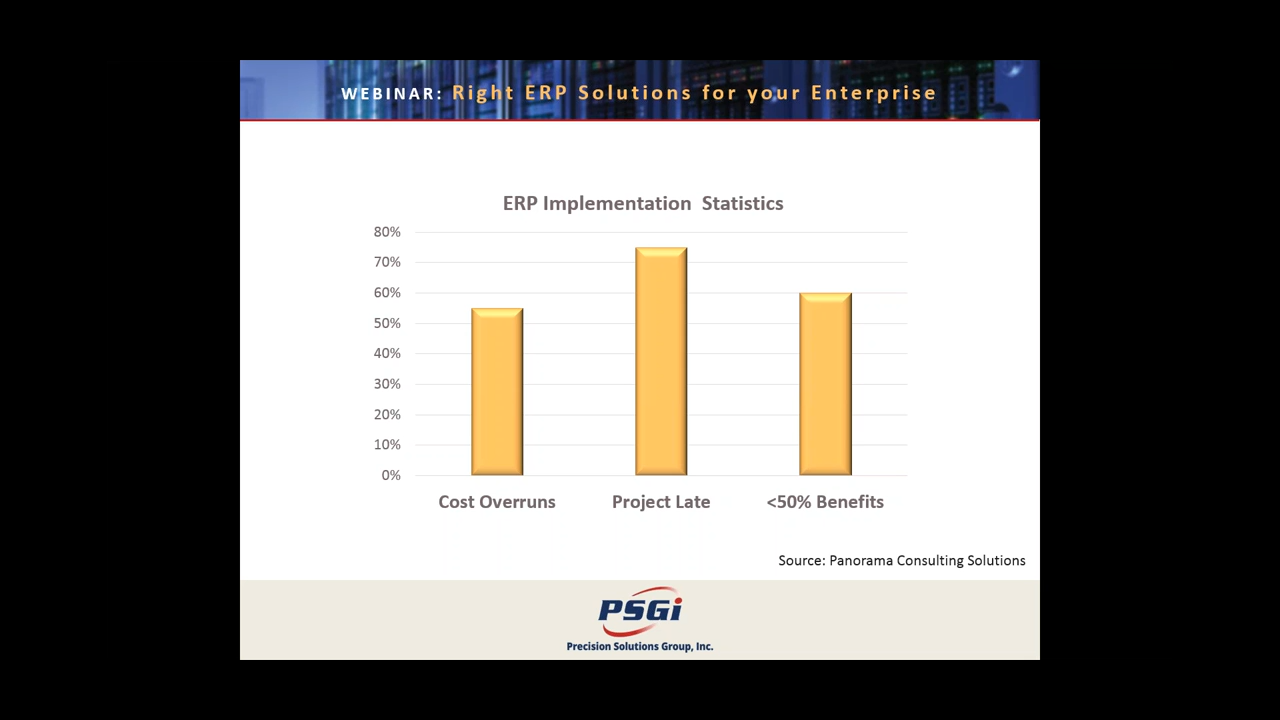 WEBINAR: Right ERP Solutions for your Enterprise
ERP Implementation Statistics
80%
70%
60%
50%
40%
30%
20%
10%
0%
Cost Overruns Project Late <50% Benefits
Source: Panorama Consulting Solutions
PSGi
Precision Solutions Group, Inc.